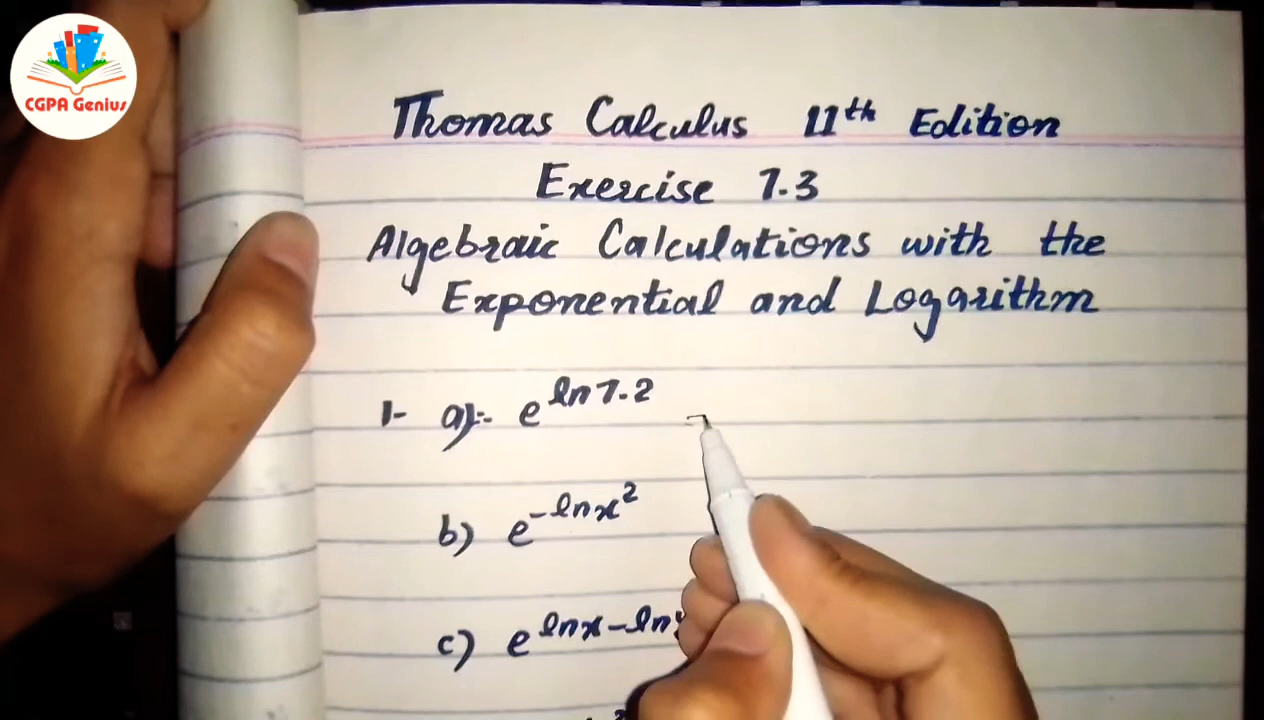 CGPA Genius
Thomas Calculus 11th Edition
Exercise 7.3
Algebraic Calculations with the
Exponential and Logarithm
1- a):- e^ln 7.2 =
b) e^-ln x^2
c) e^ln x - ln